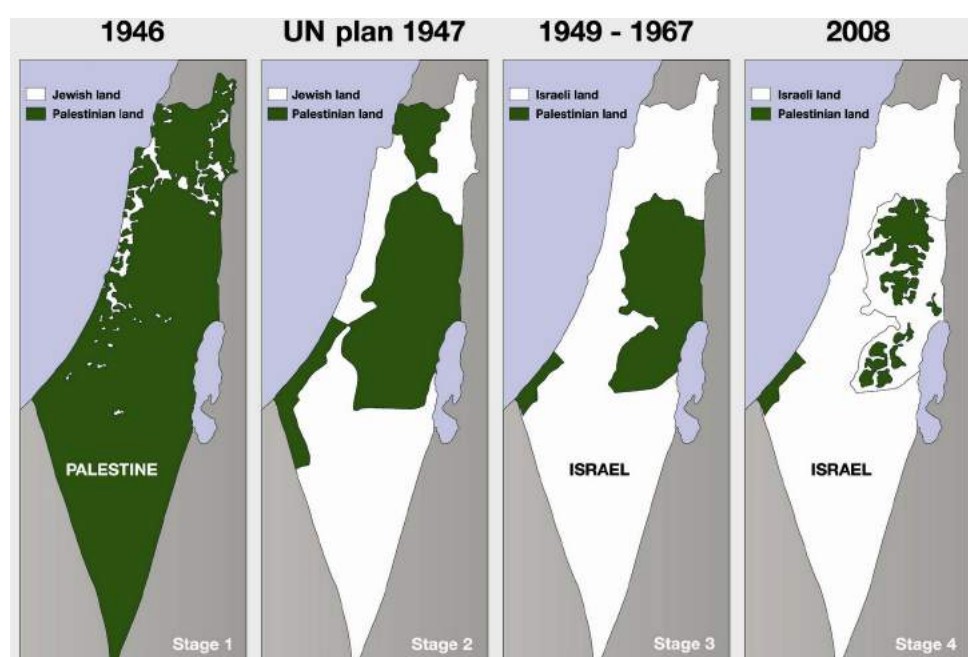 1946
Jewish land
Palestinian land
PALESTINE
Stage 1
UN plan 1947
Jewish land
Palestinian land
Stage 2
1949 - 1967
Israeli land
Palestinian land
ISRAEL
Stage 3
2008
Israeli land
Palestinian land
ISRAEL
Stage 4